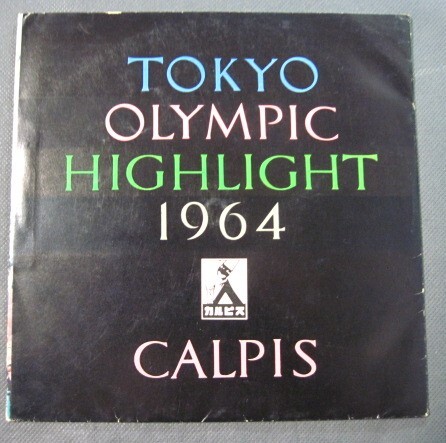 TOKYO
OLYMPIC
HIGHLIGHT
1964
カルピス
CALPIS